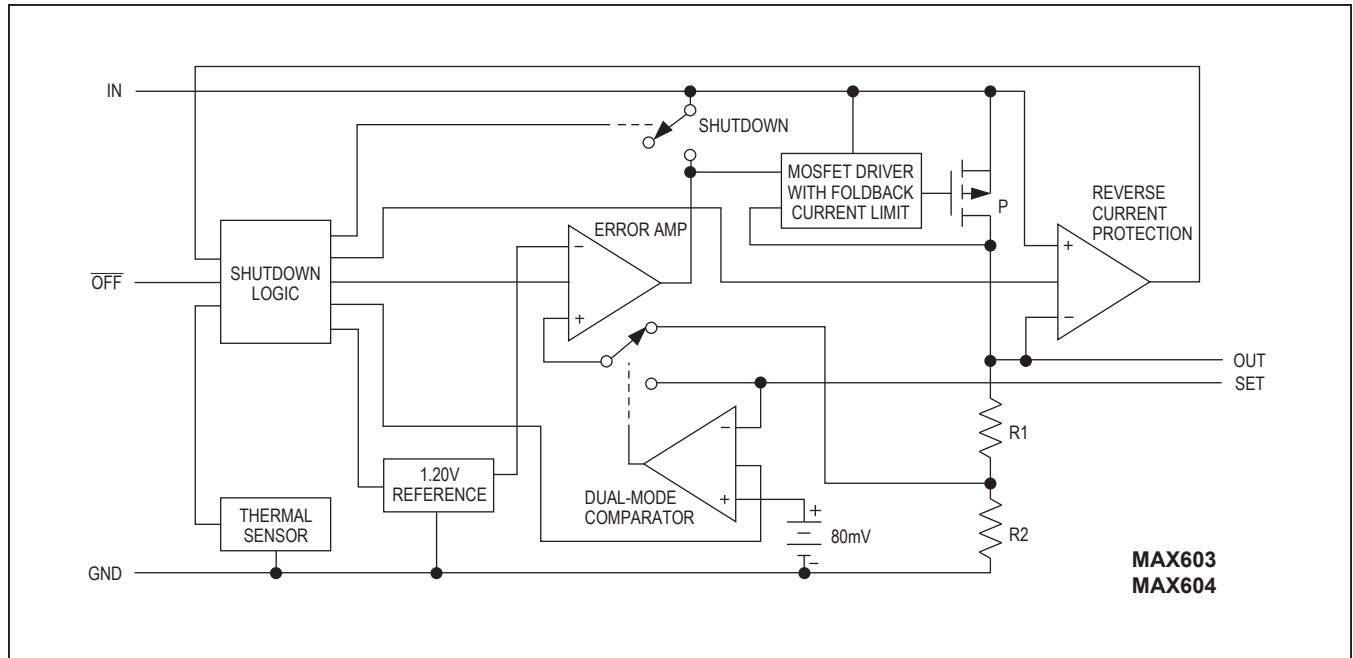 IN
SHUTDOWN
MOSFET DRIVER
WITH FOLDBACK
CURRENT LIMIT
P
REVERSE
CURRENT
PROTECTION
+
−
ERROR AMP
−
+
OFF
SHUTDOWN
LOGIC
OUT
SET
R1
−
+
DUAL-MODE
COMPARATOR
1.20V
REFERENCE
+
80mV
−
R2
THERMAL
SENSOR
GND
MAX603
MAX604